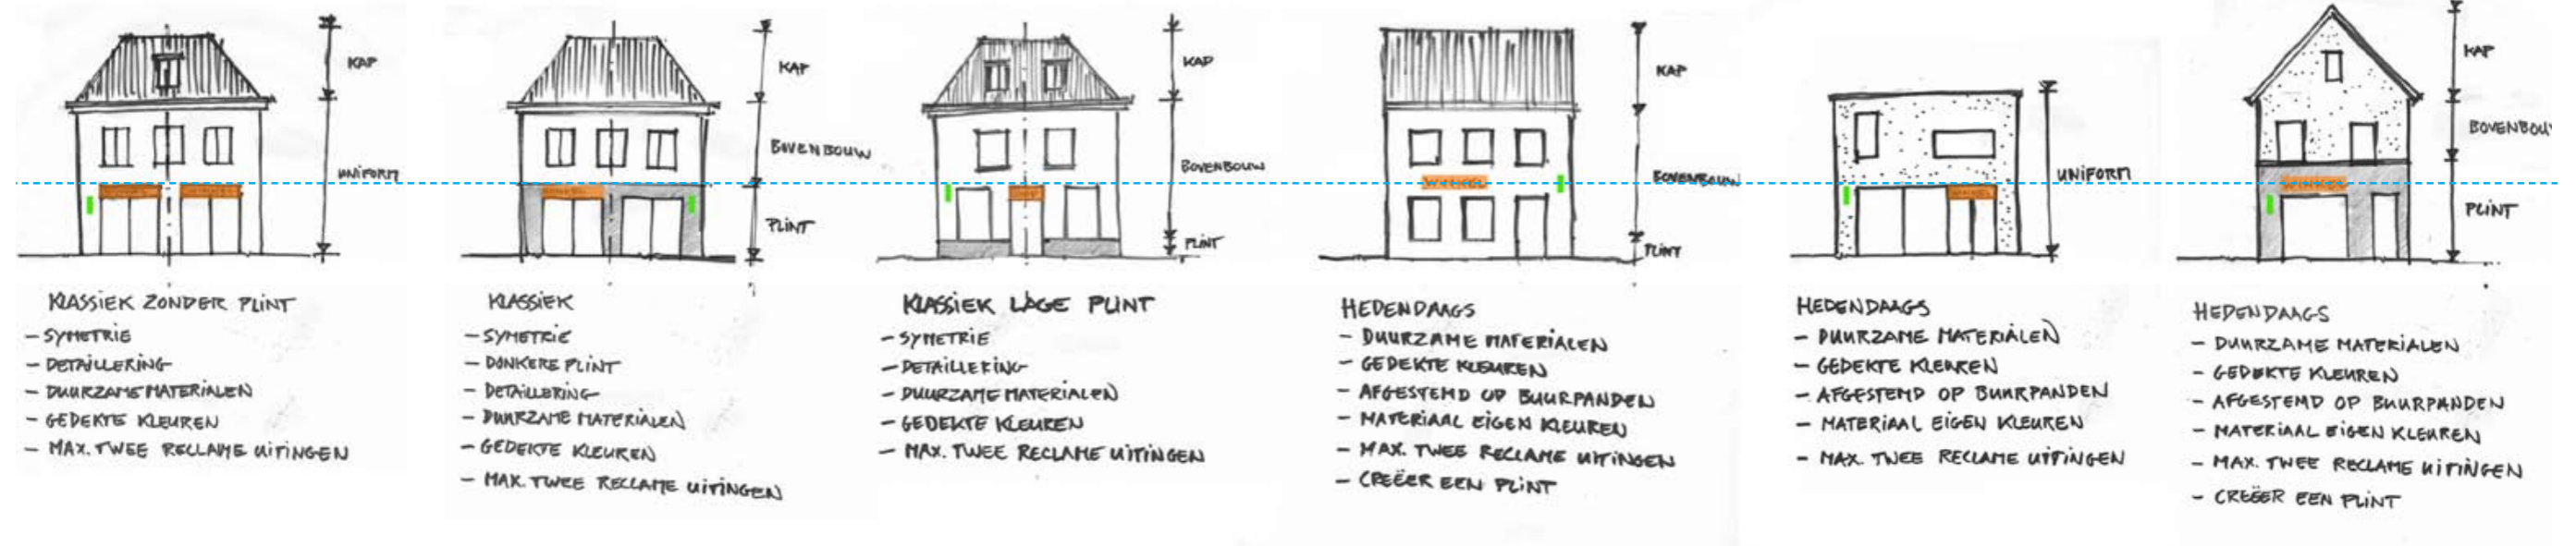 KAP
UNIFORM
KLASSIEK ZONDER PLINT
- SYMETRIE
- DETAILLERING
- DUURZAME MATERIALEN
- GEDEKTE KLEUREN
- MAX. TWEE RECLAME UITINGEN
KAP
BOVENBOUW
PLINT
KLASSIEK
- SYMETRIE
- DONKERE PLINT
- DETAILLERING
- DUURZAME MATERIALEN
- GEDEKTE KLEUREN
- MAX. TWEE RECLAME UITINGEN
KAP
BOVENBOUW
PLINT
KLASSIEK LAGE PLINT
- SYMETRIE
- DETAILLERING
- DUURZAME MATERIALEN
- GEDEKTE KLEUREN
- MAX. TWEE RECLAME UITINGEN
KAP
WINKEL
BOVENBOUW
PLINT
HEDENDAAGS
- DUURZAME MATERIALEN
- GEDEKTE KLEUREN
- AFGESTEMD OP BUURPANDEN
- MATERIAAL EIGEN KLEUREN
- MAX. TWEE RECLAME UITINGEN
- CREËER EEN PLINT
UNIFORM
HEDENDAAGS
- DUURZAME MATERIALEN
- GEDEKTE KLEUREN
- AFGESTEMD OP BUURPANDEN
- MATERIAAL EIGEN KLEUREN
- MAX. TWEE RECLAME UITINGEN
KAP
BOVENBOU
PLINT
HEDENDAAGS
- DUURZAME MATERIALEN
- GEDEKTE KLEUREN
- AFGESTEMD OP BUURPANDEN
- MATERIAAL EIGEN KLEUREN
- MAX. TWEE RECLAME UITINGEN
- CREËER EEN PLINT